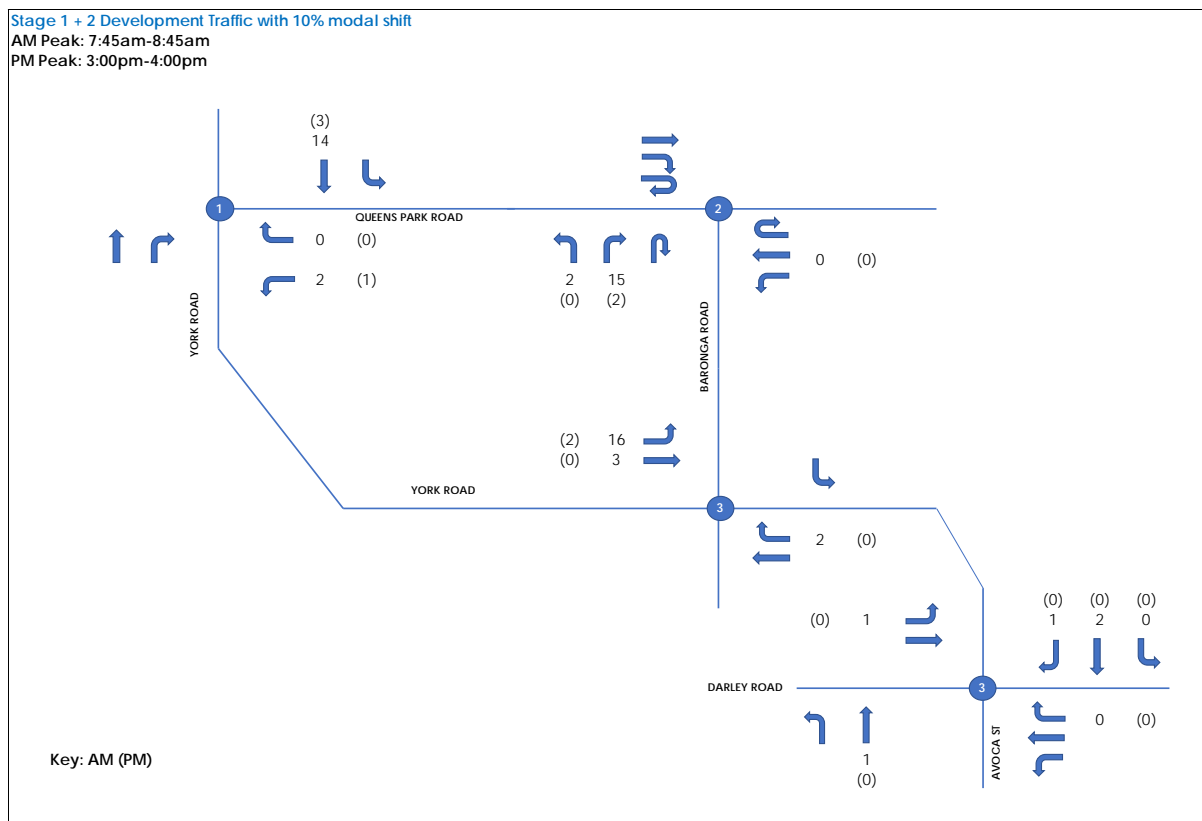 Stage 1 + 2 Development Traffic with 10% modal shift
AM Peak: 7:45am-8:45am
PM Peak: 3:00pm-4:00pm
(3)
14
1
QUEENS PARK ROAD
2
0 (0)
2 (1)
2 15
(0) (2)
0 (0)
YORK ROAD
BARONGA ROAD
(2) 16
(0) 3
YORK ROAD
3
2 (0)
(0) 1
(0) (0) (0)
1 2 0
DARLEY ROAD
3
0 (0)
1
(0)
AVOCA ST
Key: AM (PM)